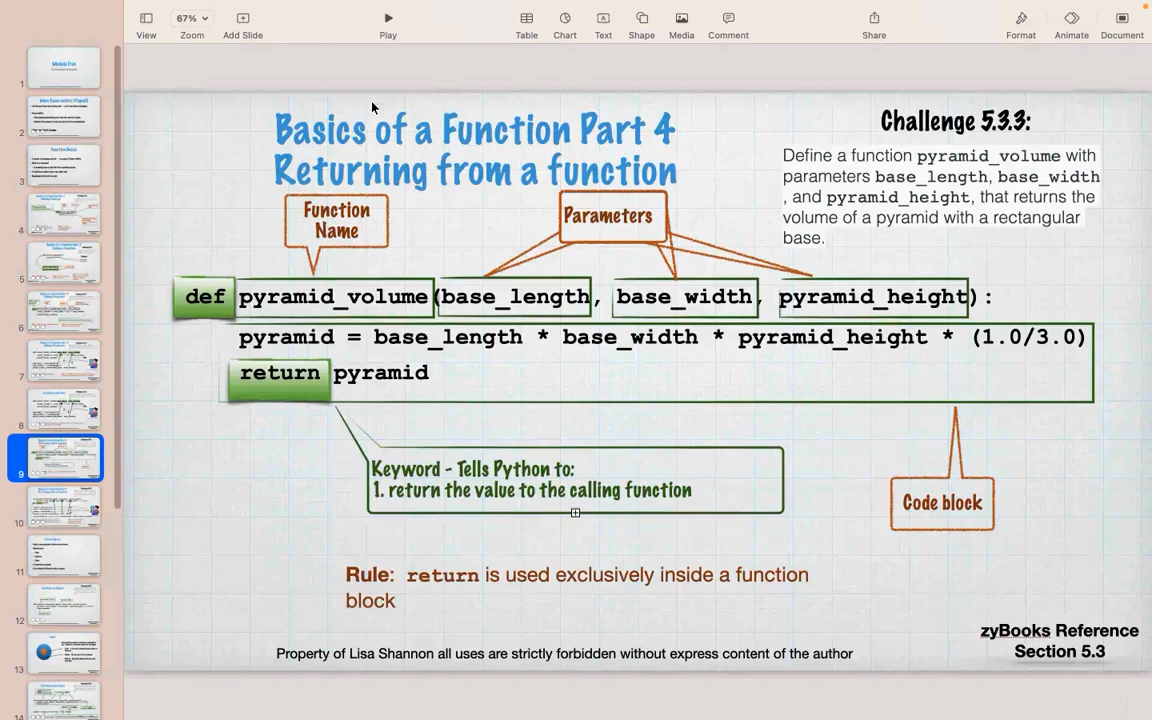 67%
View
Zoom
Add Slide
Play
Table
Chart
Text
Shape
Media
Comment
Share
Format
Animate
Document
1
2
3
4
5
6
7
8
9
10
11
12
13
14
Basics of a Function Part 4
Returning from a function
Challenge 5.3.3:
Define a function pyramid_volume with
parameters base_length, base_width
, and pyramid_height, that returns the
volume of a pyramid with a rectangular
base.
Function
Name
Parameters
def pyramid_volume(base_length, base_width, pyramid_height):
pyramid = base_length * base_width * pyramid_height * (1.0/3.0)
return pyramid
Keyword - Tells Python to:
1. return the value to the calling function
Code block
Rule: return is used exclusively inside a function
block
zyBooks Reference
Section 5.3
Property of Lisa Shannon all uses are strictly forbidden without express content of the author